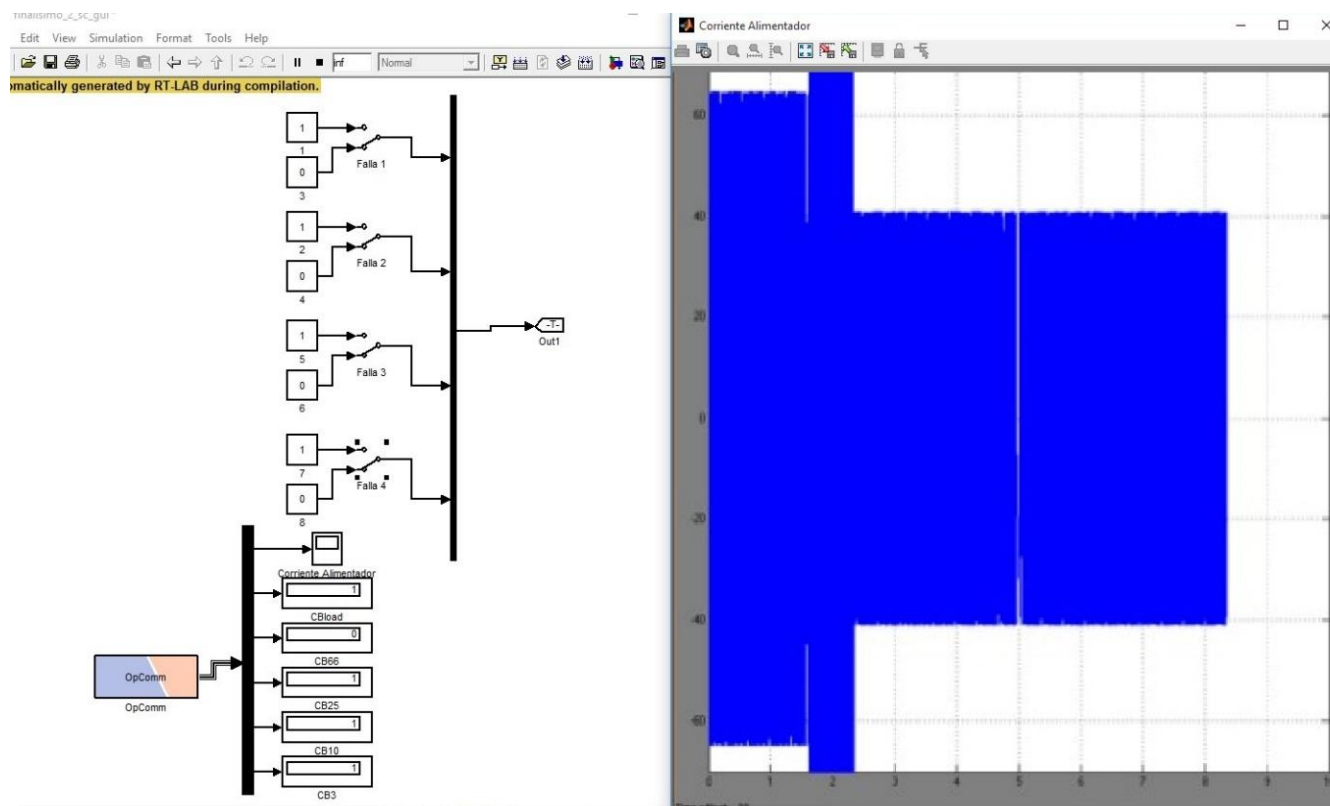 finalisimo_2_sc_gui *
Edit View Simulation Format Tools Help
inf
Normal
omatically generated by RT-LAB during compilation.
1
1
0
3
Falla 1
1
2
0
4
Falla 2
1
5
0
6
Falla 3
1
7
0
8
Falla 4
-T-
Out1
Corriente Alimentador
1
CBload
0
CB66
1
CB25
1
CB10
1
CB3
OpComm
OpComm
Corriente Alimentador
60
40
20
0
-20
-40
-60
0 1 2 3 4 5 6 7 8 9 10